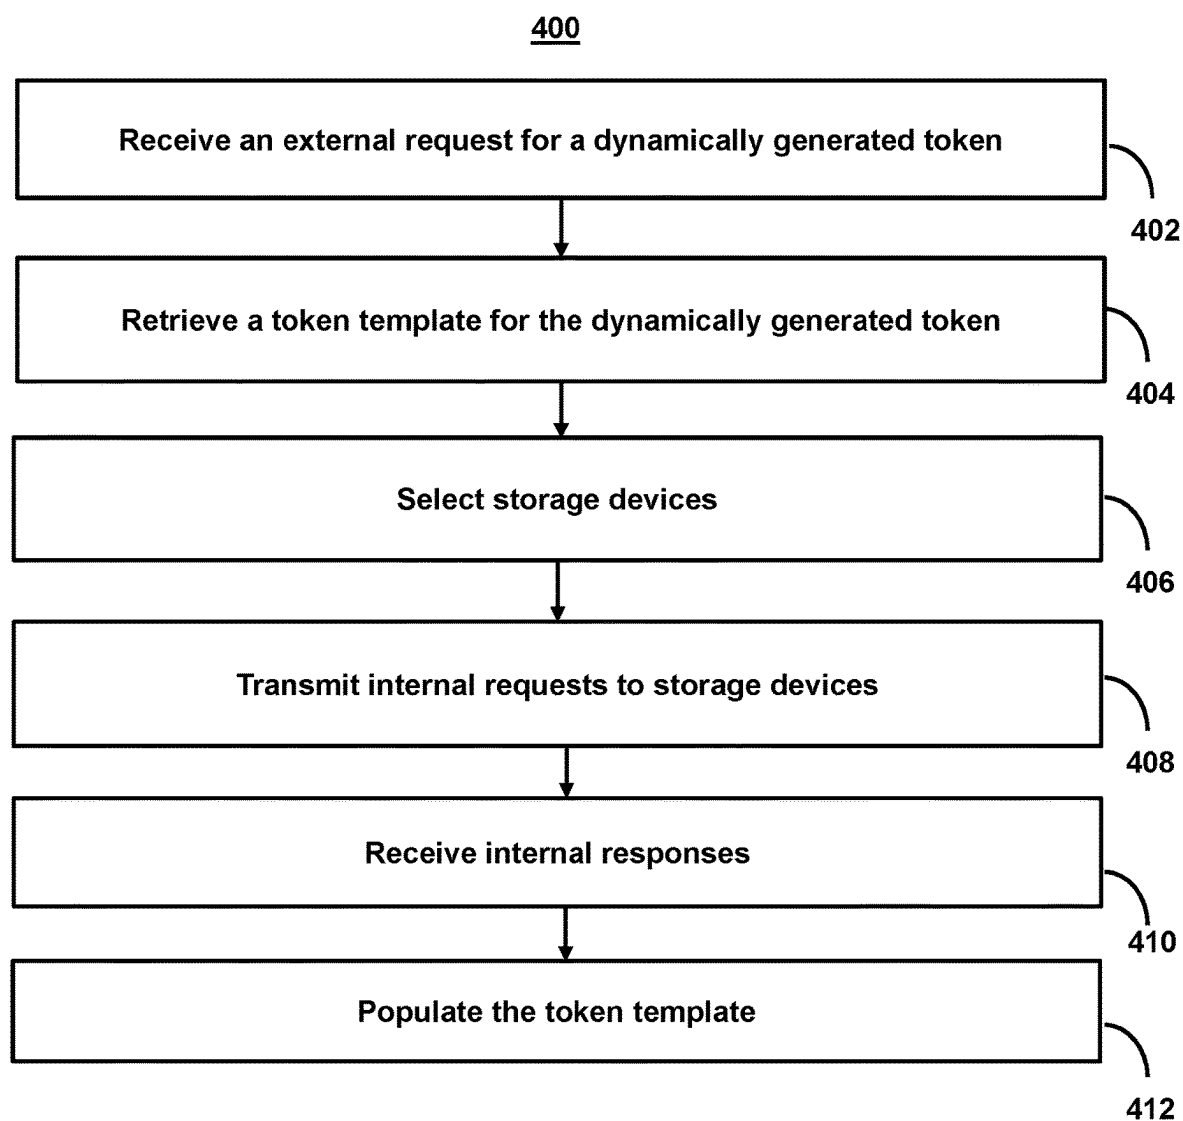 400
Receive an external request for a dynamically generated token
402
Retrieve a token template for the dynamically generated token
404
Select storage devices
406
Transmit internal requests to storage devices
408
Receive internal responses
410
Populate the token template
412